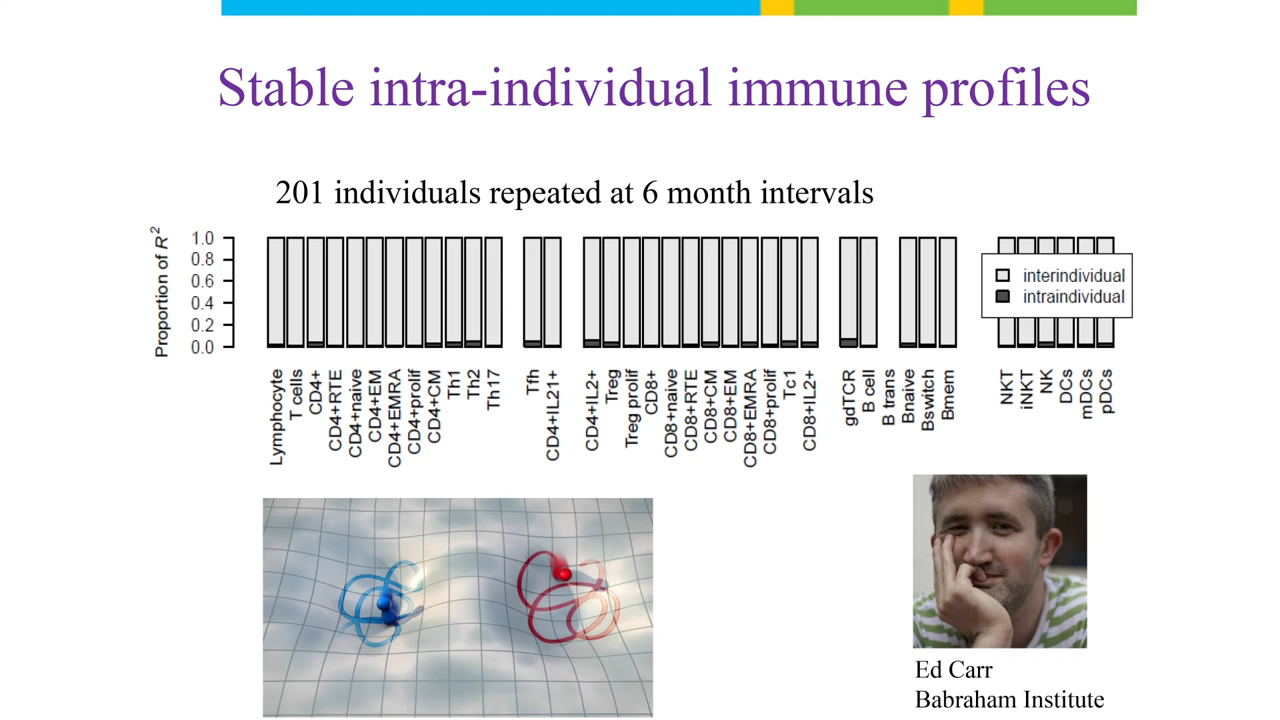 Stable intra-individual immune profiles
201 individuals repeated at 6 month intervals
Proportion of R²
1.0
0.8
0.6
0.4
0.2
0.0
Lymphocyte
T cells
CD4+
CD4+RTE
CD4+naive
CD4+EM
CD4+EMRA
CD4+prolif
CD4+CM
Th1
Th2
Th17
Tfh
CD4+IL21+
CD4+IL2+
Treg
Treg prolif
CD8+
CD8+naive
CD8+RTE
CD8+CM
CD8+EM
CD8+EMRA
CD8+prolif
Tc1
CD8+IL2+
gdTCR
B cell
B trans
Bnaive
Bswitch
Bmem
NKT
iNKT
NK
DCs
mDCs
pDCs
interindividual
intraindividual
Ed Carr
Babraham Institute